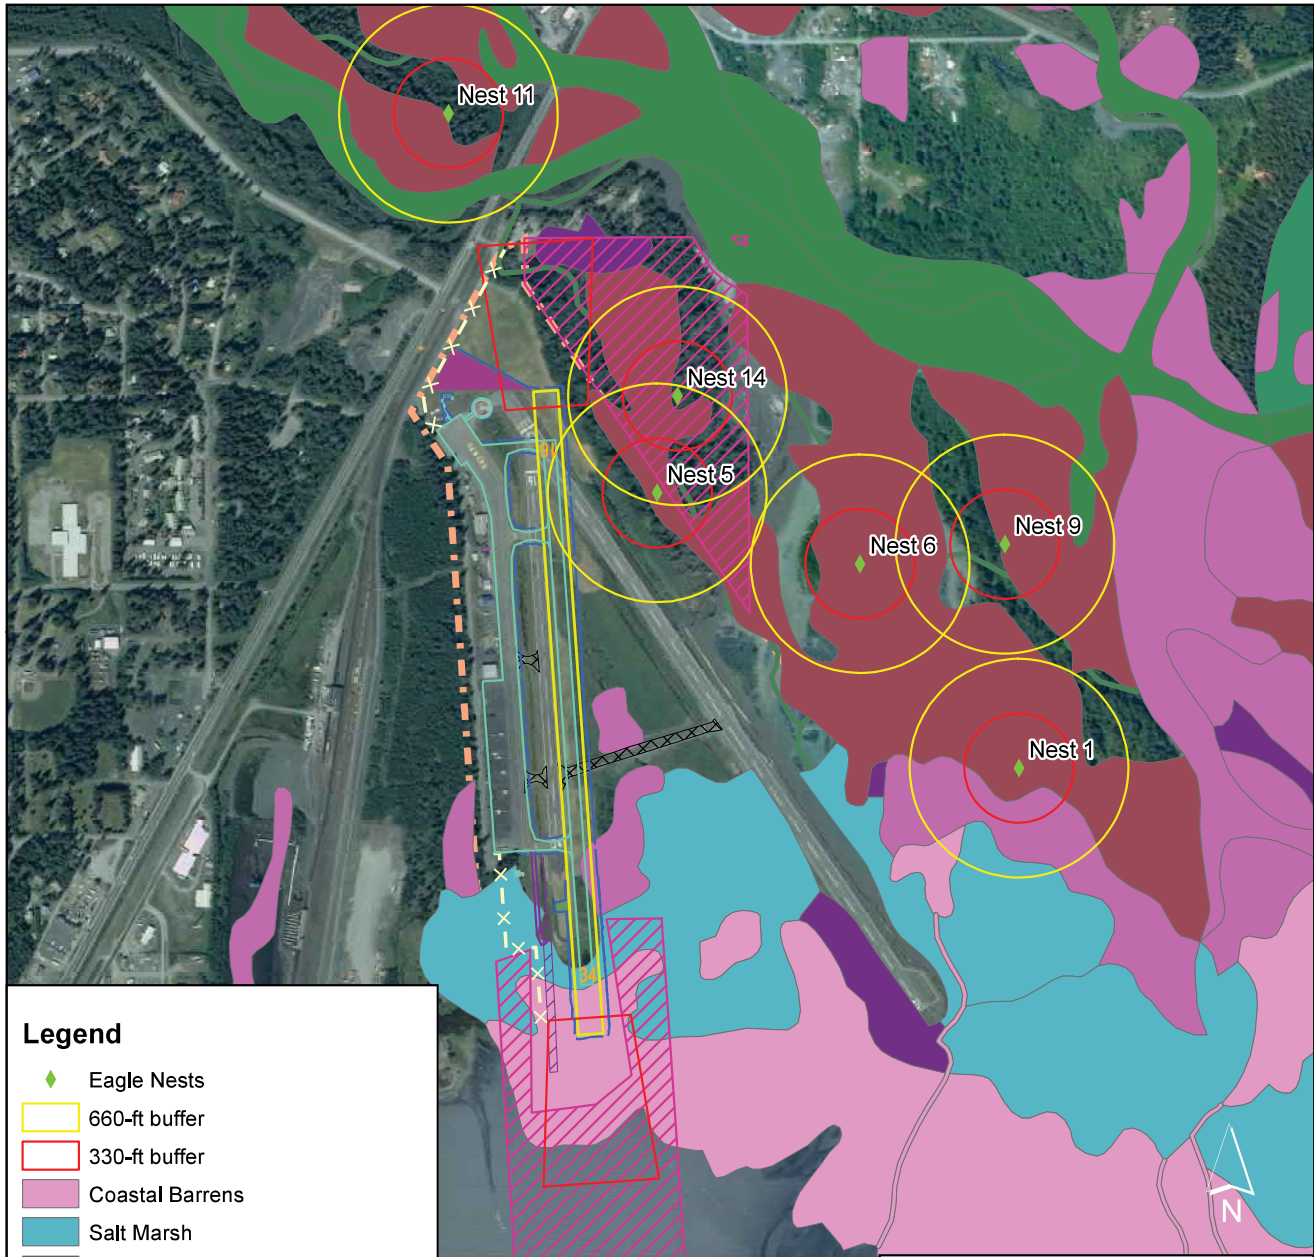 Nest 11
Nest 14
Nest 5
Nest 6
Nest 9
Nest 1
16
34
Legend
Eagle Nests
660-ft buffer
330-ft buffer
Coastal Barrens
Salt Marsh
N